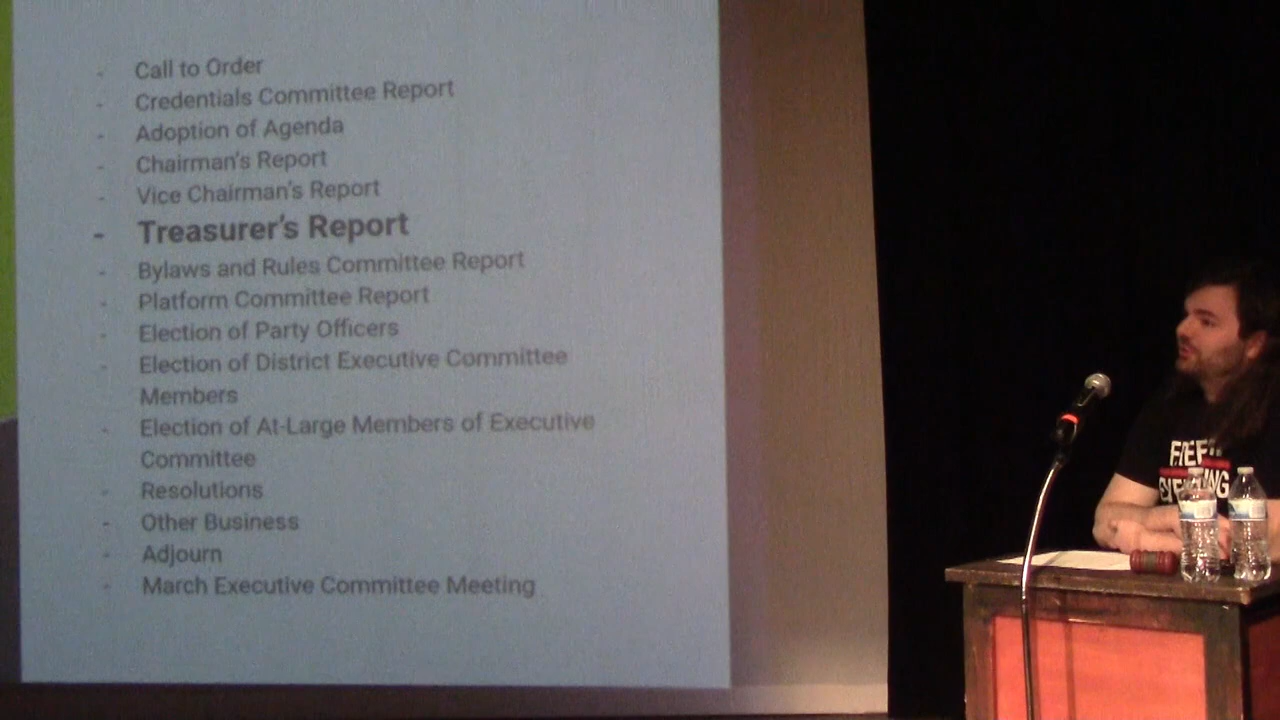 - Call to Order
- Credentials Committee Report
- Adoption of Agenda
- Chairman's Report
- Vice Chairman's Report
- Treasurer's Report
- Bylaws and Rules Committee Report
- Platform Committee Report
- Election of Party Officers
- Election of District Executive Committee
Members
- Election of At-Large Members of Executive
Committee
- Resolutions
- Other Business
- Adjourn
- March Executive Committee Meeting